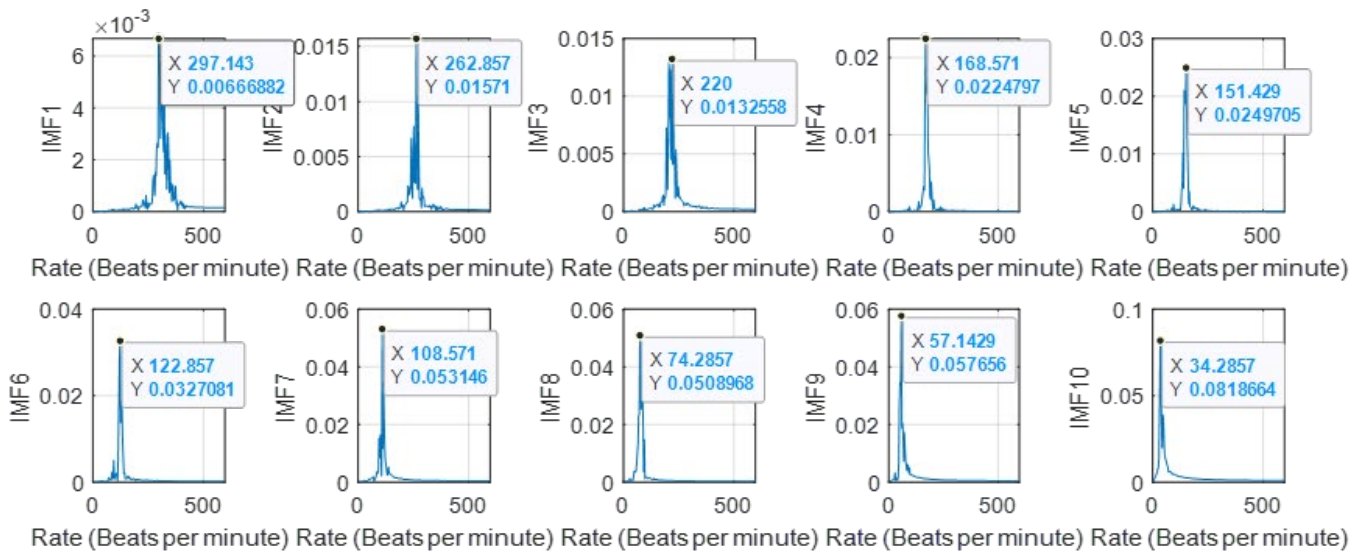 ×10⁻³
6
4
2
0
IMF1
X 297.143
Y 0.00666882
0 500
Rate (Beats per minute)
0.015
0.01
0.005
0
IMF2
X 262.857
Y 0.01571
0 500
Rate (Beats per minute)
0.015
0.01
0.005
0
IMF3
X 220
Y 0.0132558
0 500
Rate (Beats per minute)
0.02
0.01
0
IMF4
X 168.571
Y 0.0224797
0 500
Rate (Beats per minute)
0.03
0.02
0.01
0
IMF5
X 151.429
Y 0.0249705
0 500
Rate (Beats per minute)
0.04
0.02
0
IMF6
X 122.857
Y 0.0327081
0 500
Rate (Beats per minute)
0.06
0.04
0.02
0
IMF7
X 108.571
Y 0.053146
0 500
Rate (Beats per minute)
0.06
0.04
0.02
0
IMF8
X 74.2857
Y 0.0508968
0 500
Rate (Beats per minute)
0.06
0.04
0.02
0
IMF9
X 57.1429
Y 0.057656
0 500
Rate (Beats per minute)
0.1
0.05
0
IMF10
X 34.2857
Y 0.0818664
0 500
Rate (Beats per minute)